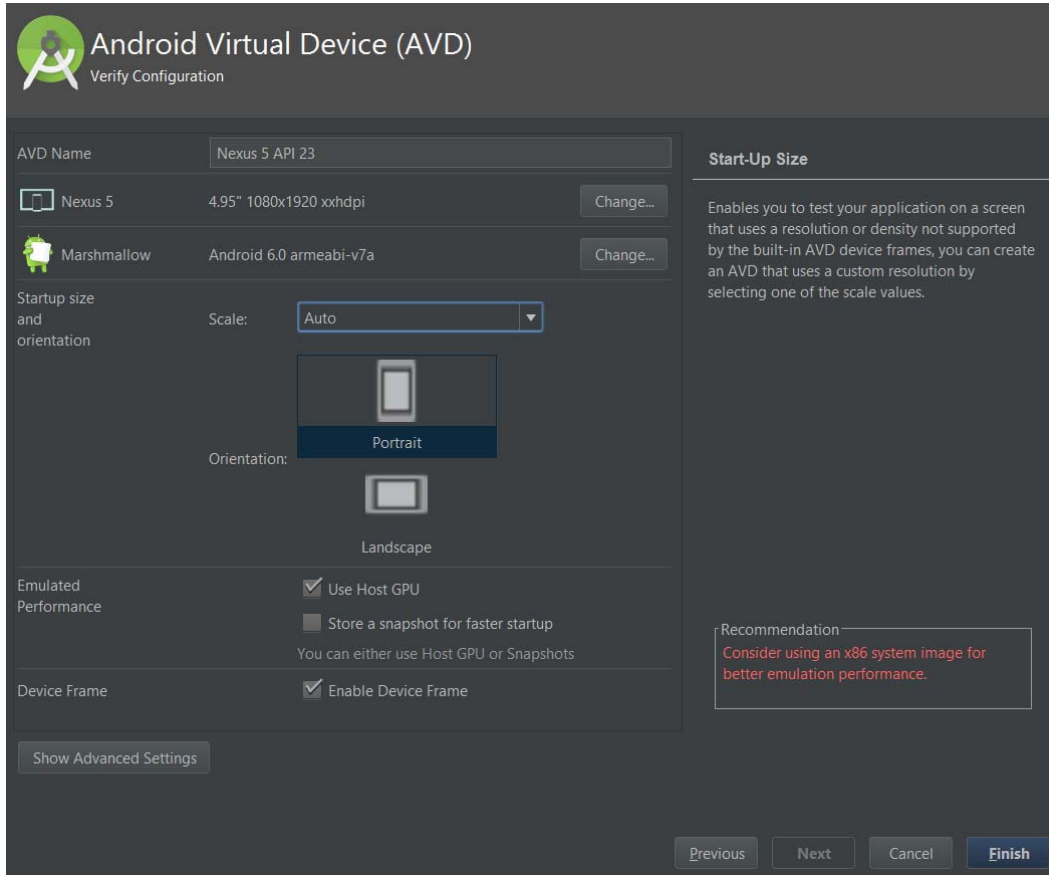 Android Virtual Device (AVD)
Verify Configuration
AVD Name
Nexus 5 API 23
Nexus 5
4.95" 1080x1920 xxhdpi
Change...
Marshmallow
Android 6.0 armeabi-v7a
Change...
Startup size
and
orientation
Scale:
Auto
Orientation:
Portrait
Landscape
Emulated
Performance
Use Host GPU
Store a snapshot for faster startup
You can either use Host GPU or Snapshots
Device Frame
Enable Device Frame
Show Advanced Settings
Start-Up Size
Enables you to test your application on a screen
that uses a resolution or density not supported
by the built-in AVD device frames, you can create
an AVD that uses a custom resolution by
selecting one of the scale values.
Recommendation
Consider using an x86 system image for
better emulation performance.
Previous
Next
Cancel
Finish